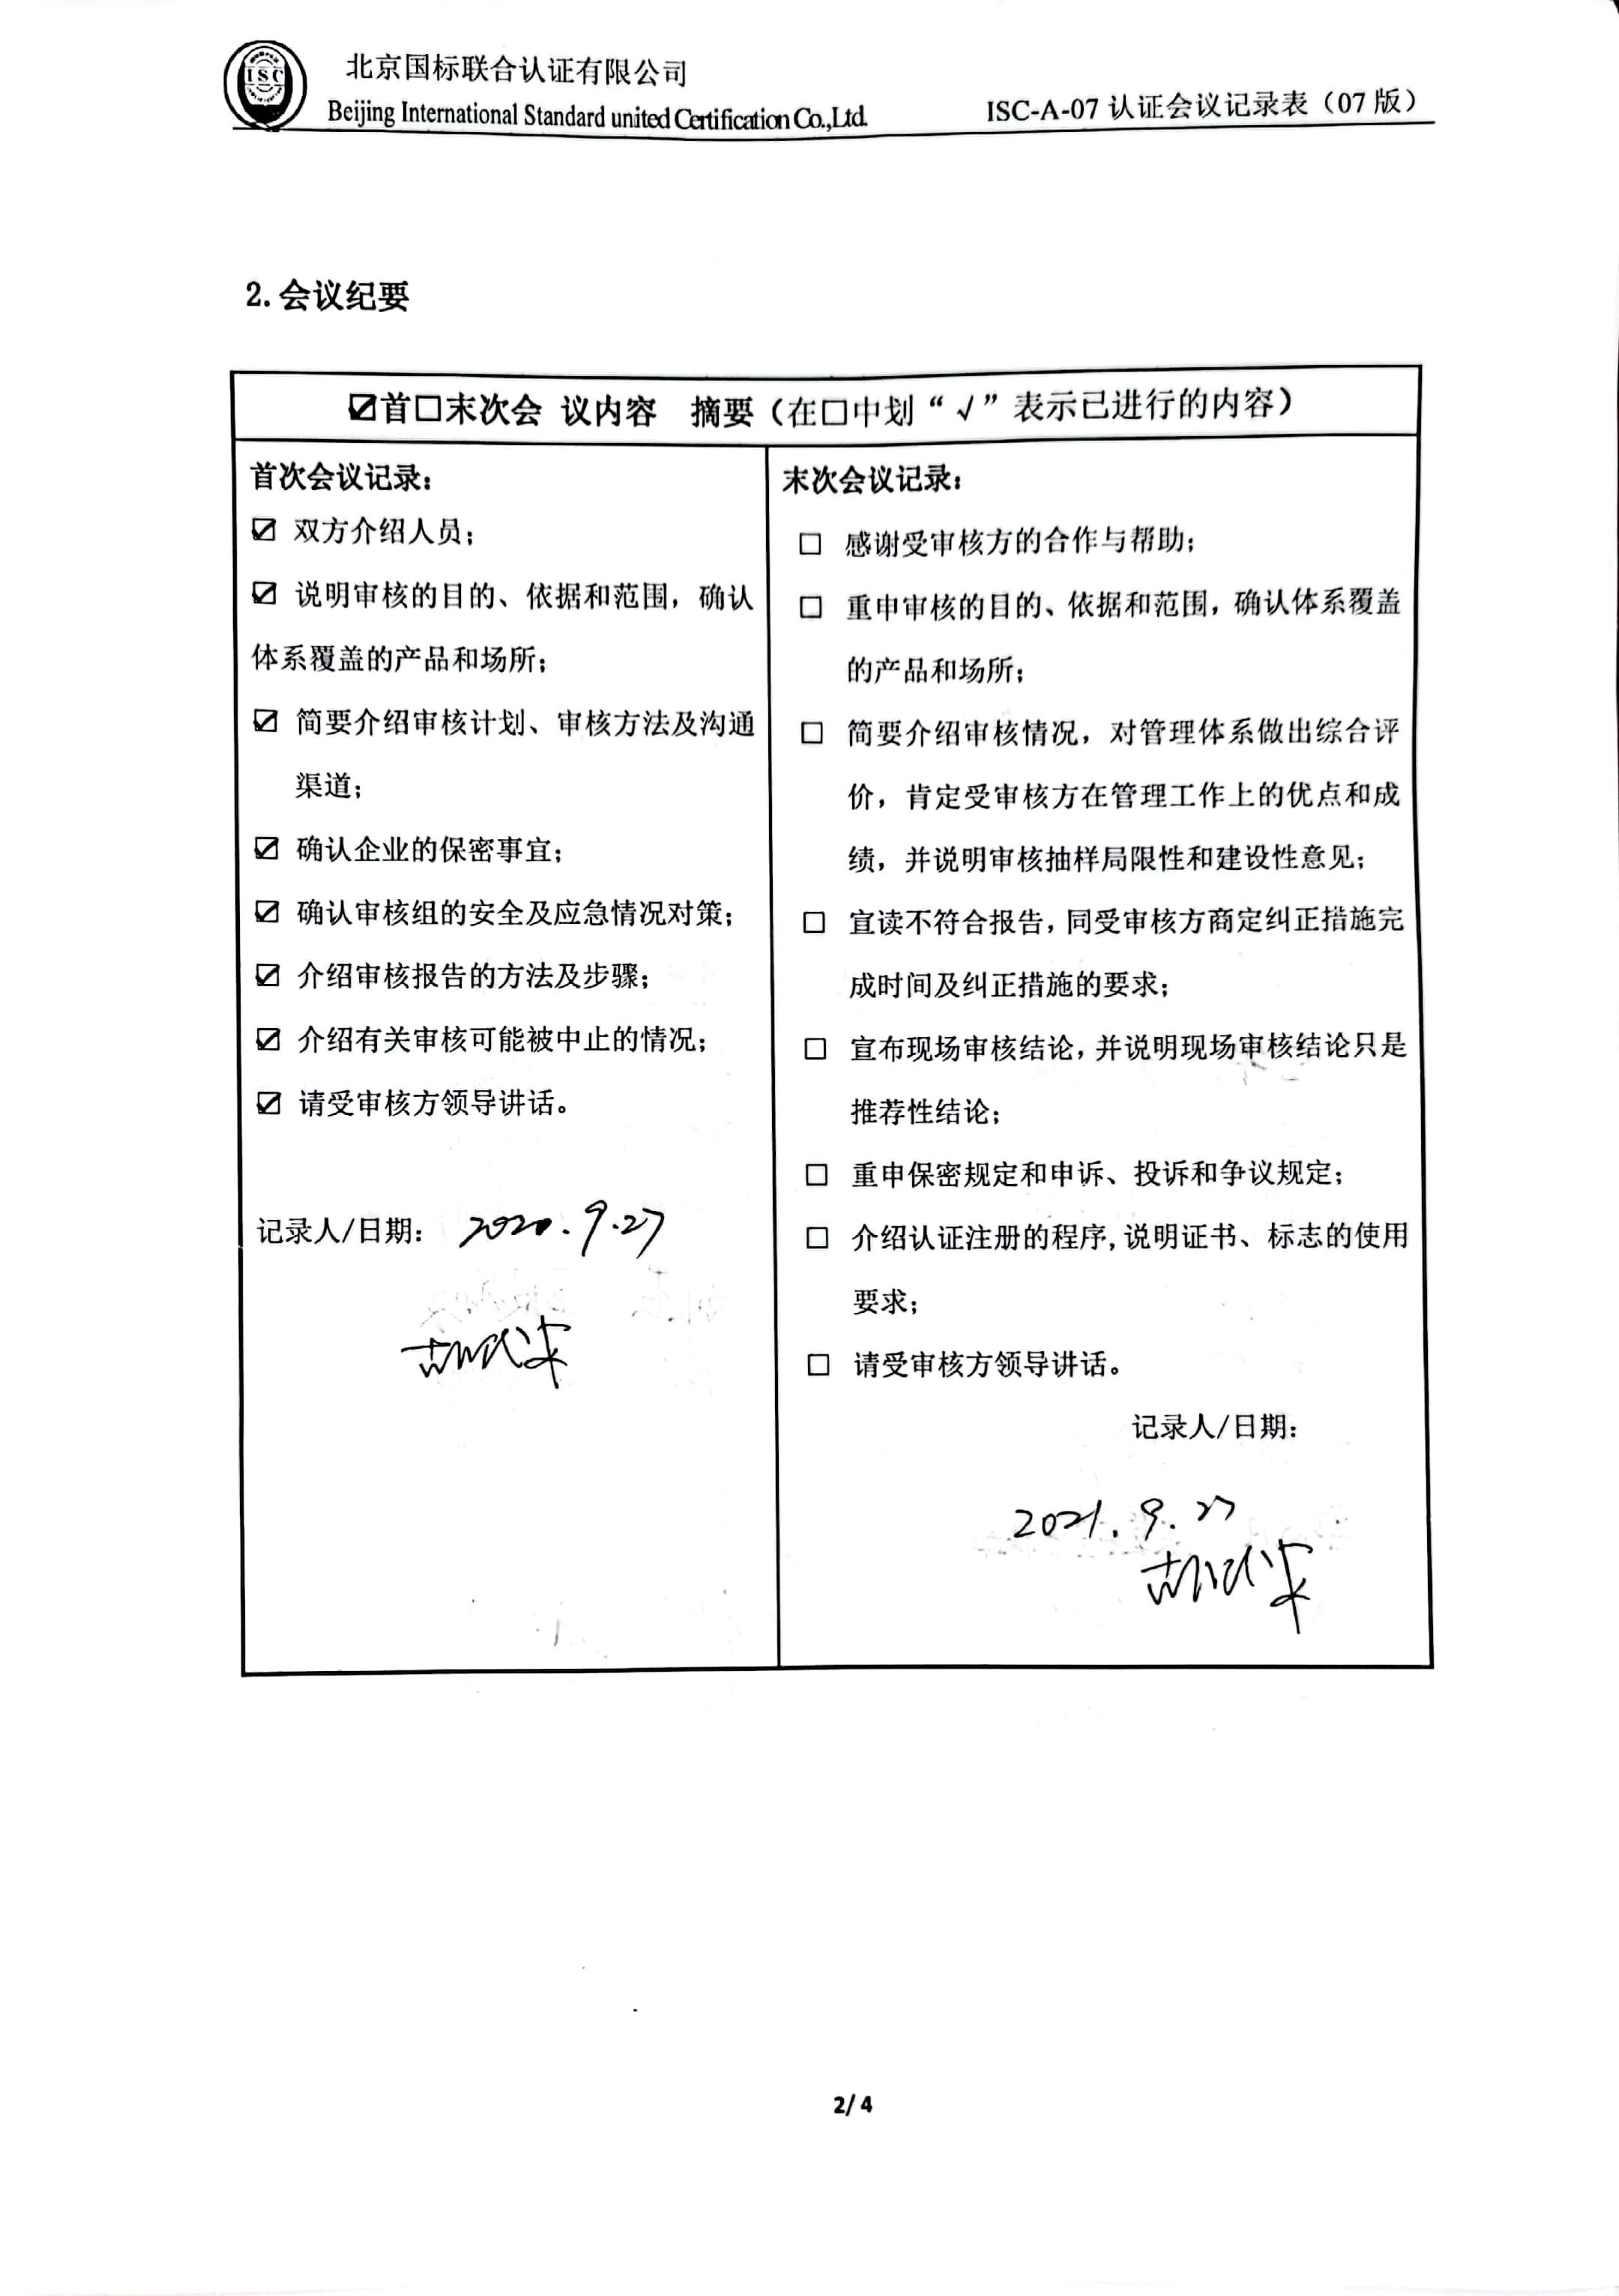 ISC
北京国标联合认证有限公司
Beijing International Standard united Certification Co.,Ltd.
ISC-A-07 认证会议记录表（07 版）
2.会议纪要
☑首□末次会 议内容 摘要（在□中划“√”表示已进行的内容）
首次会议记录：
☑ 双方介绍人员；
☑ 说明审核的目的、依据和范围，确认
体系覆盖的产品和场所；
☑ 简要介绍审核计划、审核方法及沟通
渠道；
☑ 确认企业的保密事宜；
☑ 确认审核组的安全及应急情况对策；
☑ 介绍审核报告的方法及步骤；
☑ 介绍有关审核可能被中止的情况；
☑ 请受审核方领导讲话。
记录人/日期： 2020.9.27
末次会议记录：
□ 感谢受审核方的合作与帮助；
□ 重申审核的目的、依据和范围，确认体系覆盖
的产品和场所；
□ 简要介绍审核情况，对管理体系做出综合评
价，肯定受审核方在管理工作上的优点和成
绩，并说明审核抽样局限性和建设性意见；
□ 宣读不符合报告，同受审核方商定纠正措施完
成时间及纠正措施的要求；
□ 宣布现场审核结论，并说明现场审核结论只是
推荐性结论；
□ 重申保密规定和申诉、投诉和争议规定；
□ 介绍认证注册的程序，说明证书、标志的使用
要求；
□ 请受审核方领导讲话。
记录人/日期：
2021.9.27
2/ 4